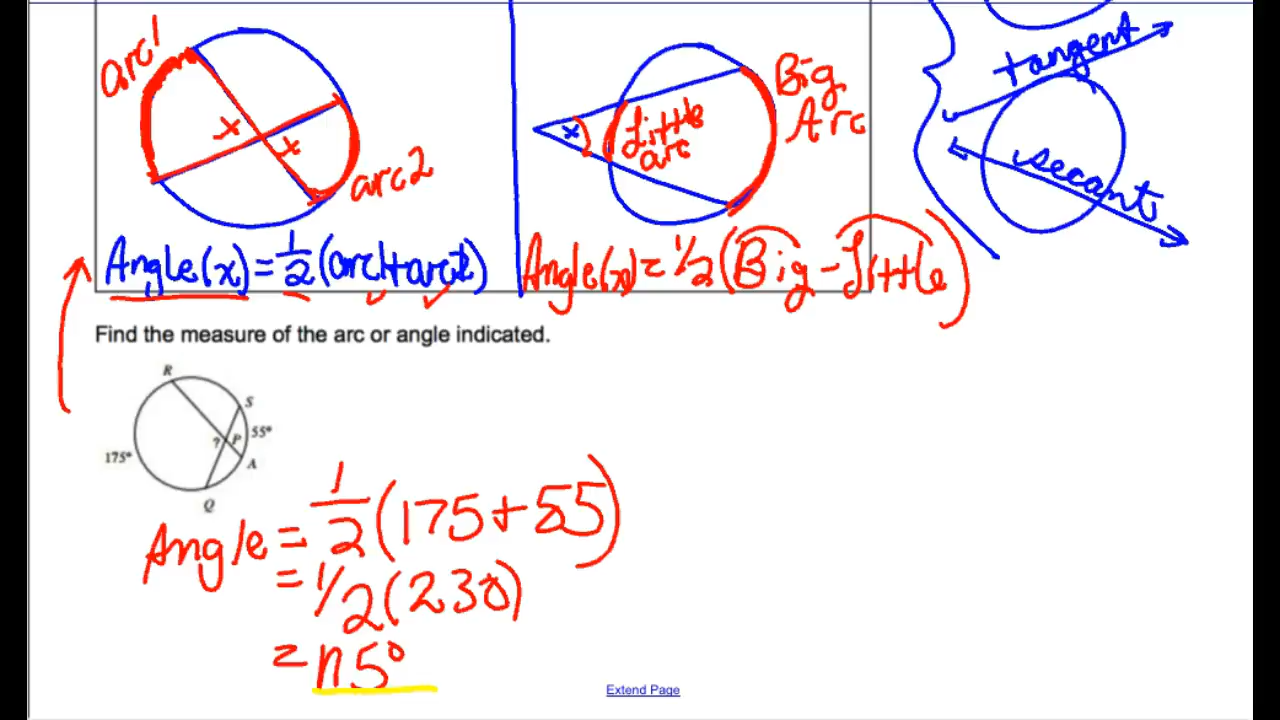 arc1
x
x
arc2
Angle(x) = 1/2 (arc1+arc2)
x
Little
arc
Big
Arc
Angle(x) = 1/2 (Big - Little)
tangent
secant
Find the measure of the arc or angle indicated.
R
S
? P 55°
175°
A
Q
Angle = 1/2 (175 + 55)
= 1/2 (230)
= 115°
Extend Page